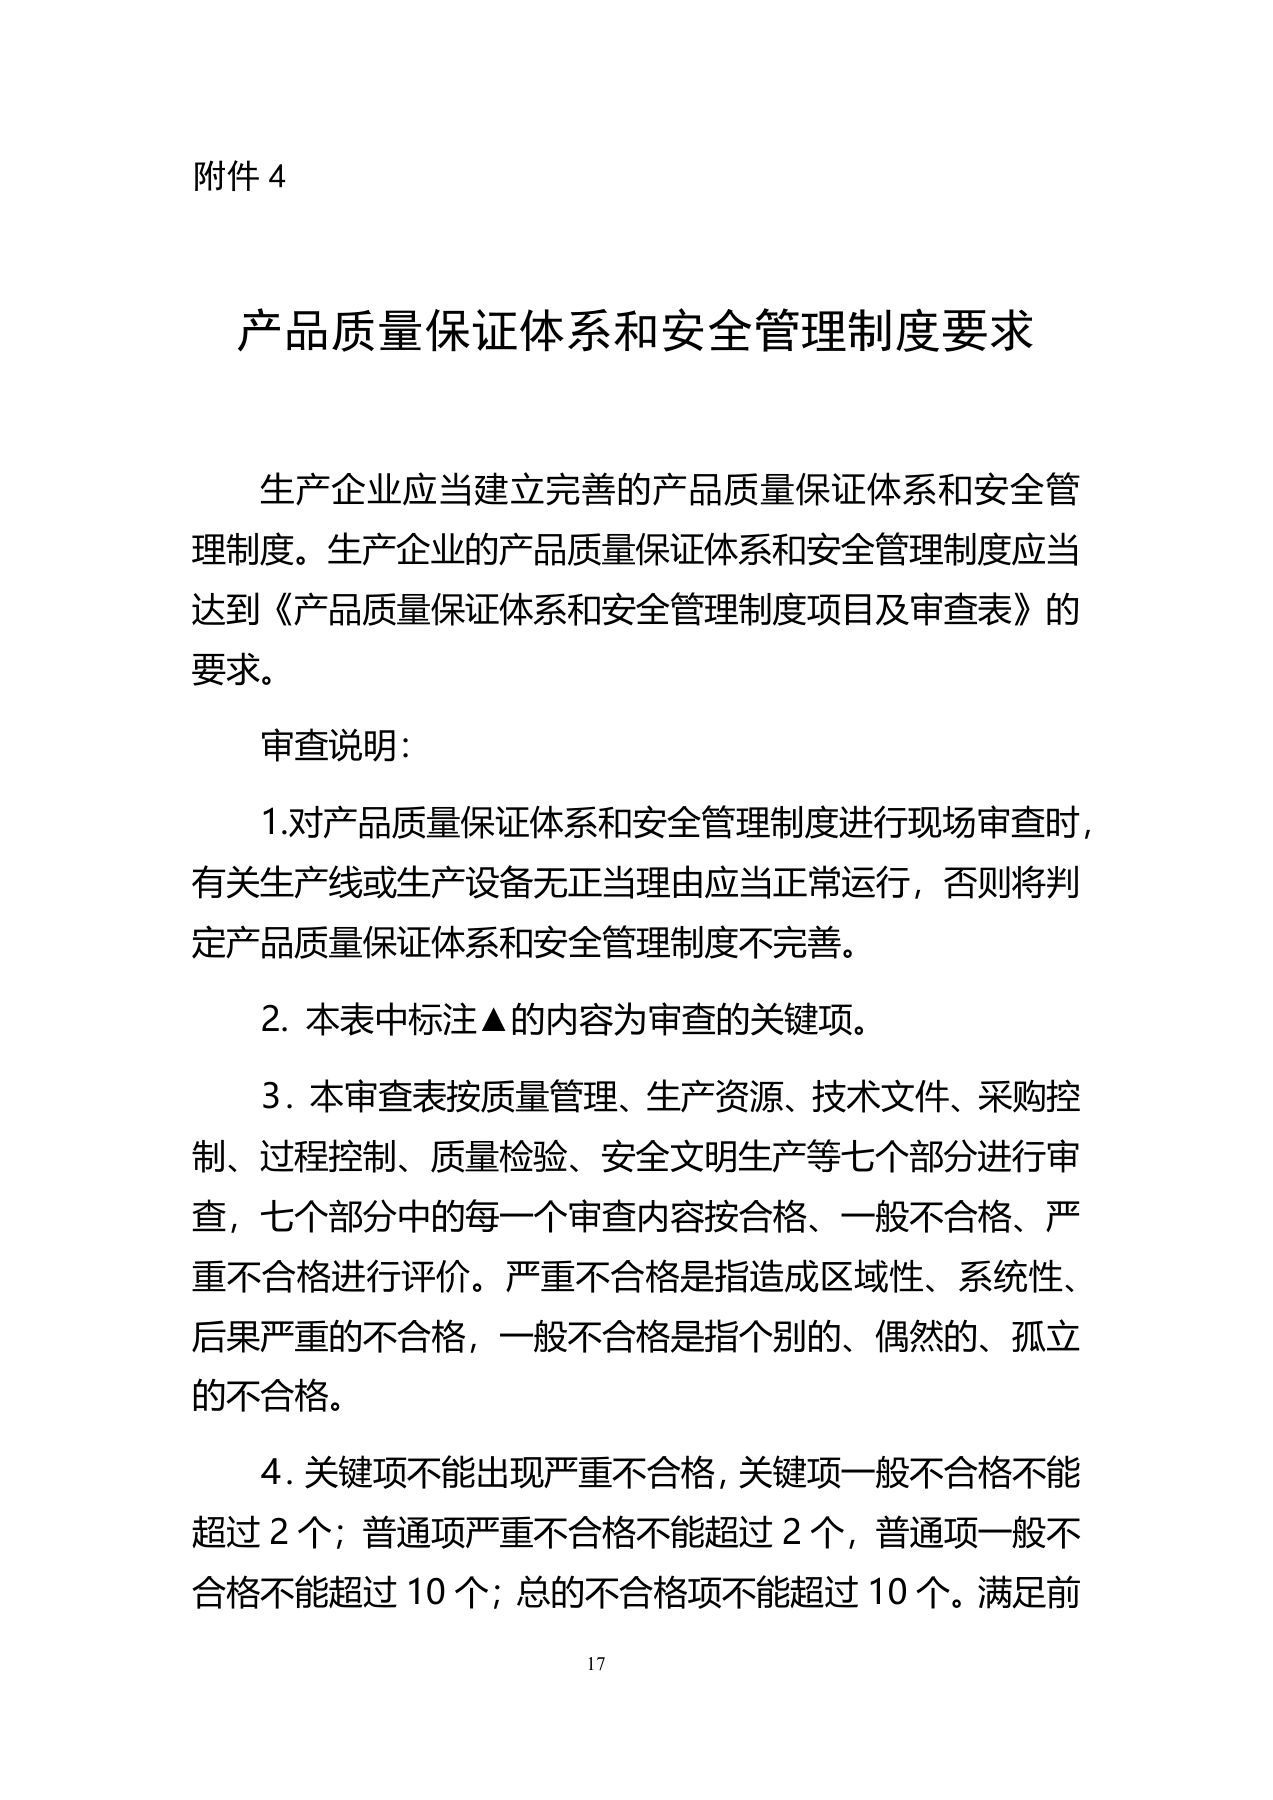 附件 4
产品质量保证体系和安全管理制度要求
生产企业应当建立完善的产品质量保证体系和安全管
理制度。生产企业的产品质量保证体系和安全管理制度应当
达到《产品质量保证体系和安全管理制度项目及审查表》的
要求。
审查说明：
1.对产品质量保证体系和安全管理制度进行现场审查时，
有关生产线或生产设备无正当理由应当正常运行，否则将判
定产品质量保证体系和安全管理制度不完善。
2. 本表中标注▲的内容为审查的关键项。
3. 本审查表按质量管理、生产资源、技术文件、采购控
制、过程控制、质量检验、安全文明生产等七个部分进行审
查，七个部分中的每一个审查内容按合格、一般不合格、严
重不合格进行评价。严重不合格是指造成区域性、系统性、
后果严重的不合格，一般不合格是指个别的、偶然的、孤立
的不合格。
4. 关键项不能出现严重不合格，关键项一般不合格不能
超过 2 个；普通项严重不合格不能超过 2 个，普通项一般不
合格不能超过 10 个；总的不合格项不能超过 10 个。满足前
17